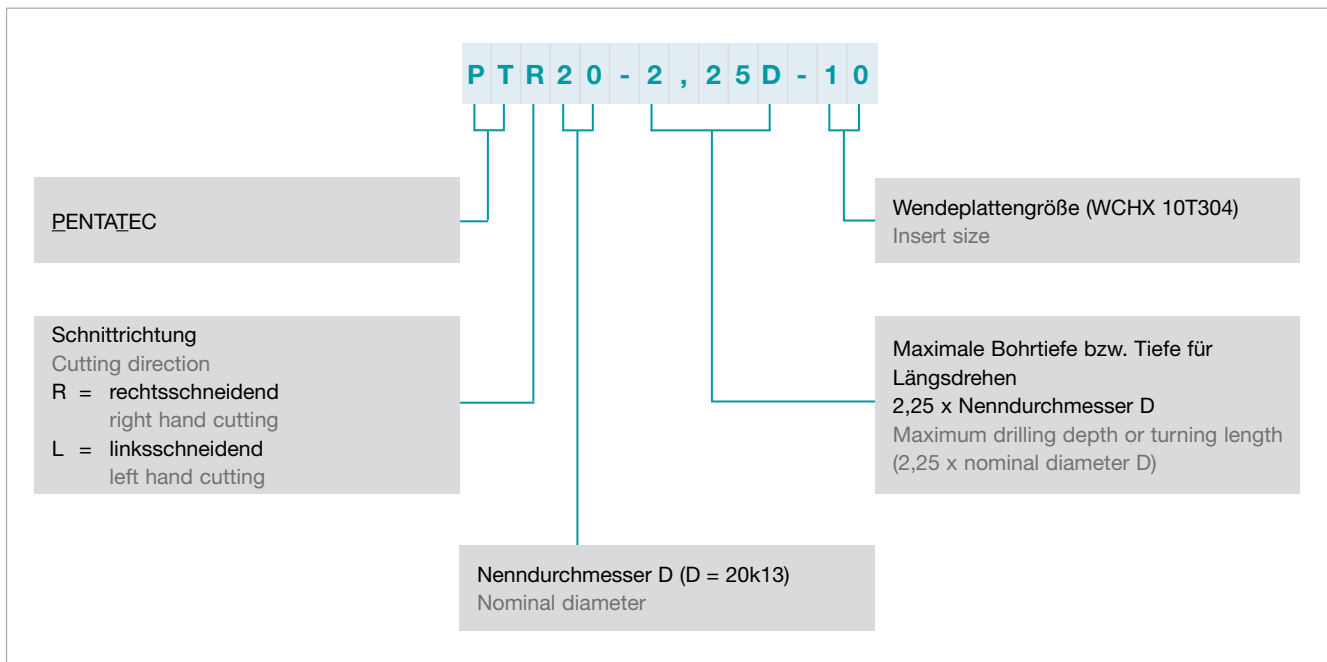 PTR20-2,25D-10
PENTATEC
Wendeplattengröße (WCHX 10T304)
Insert size
Schnittrichtung
Cutting direction
R = rechtsschneidend
right hand cutting
L = linksschneidend
left hand cutting
Maximale Bohrtiefe bzw. Tiefe für
Längsdrehen
2,25 x Nenndurchmesser D
Maximum drilling depth or turning length
(2,25 x nominal diameter D)
Nenndurchmesser D (D = 20k13)
Nominal diameter